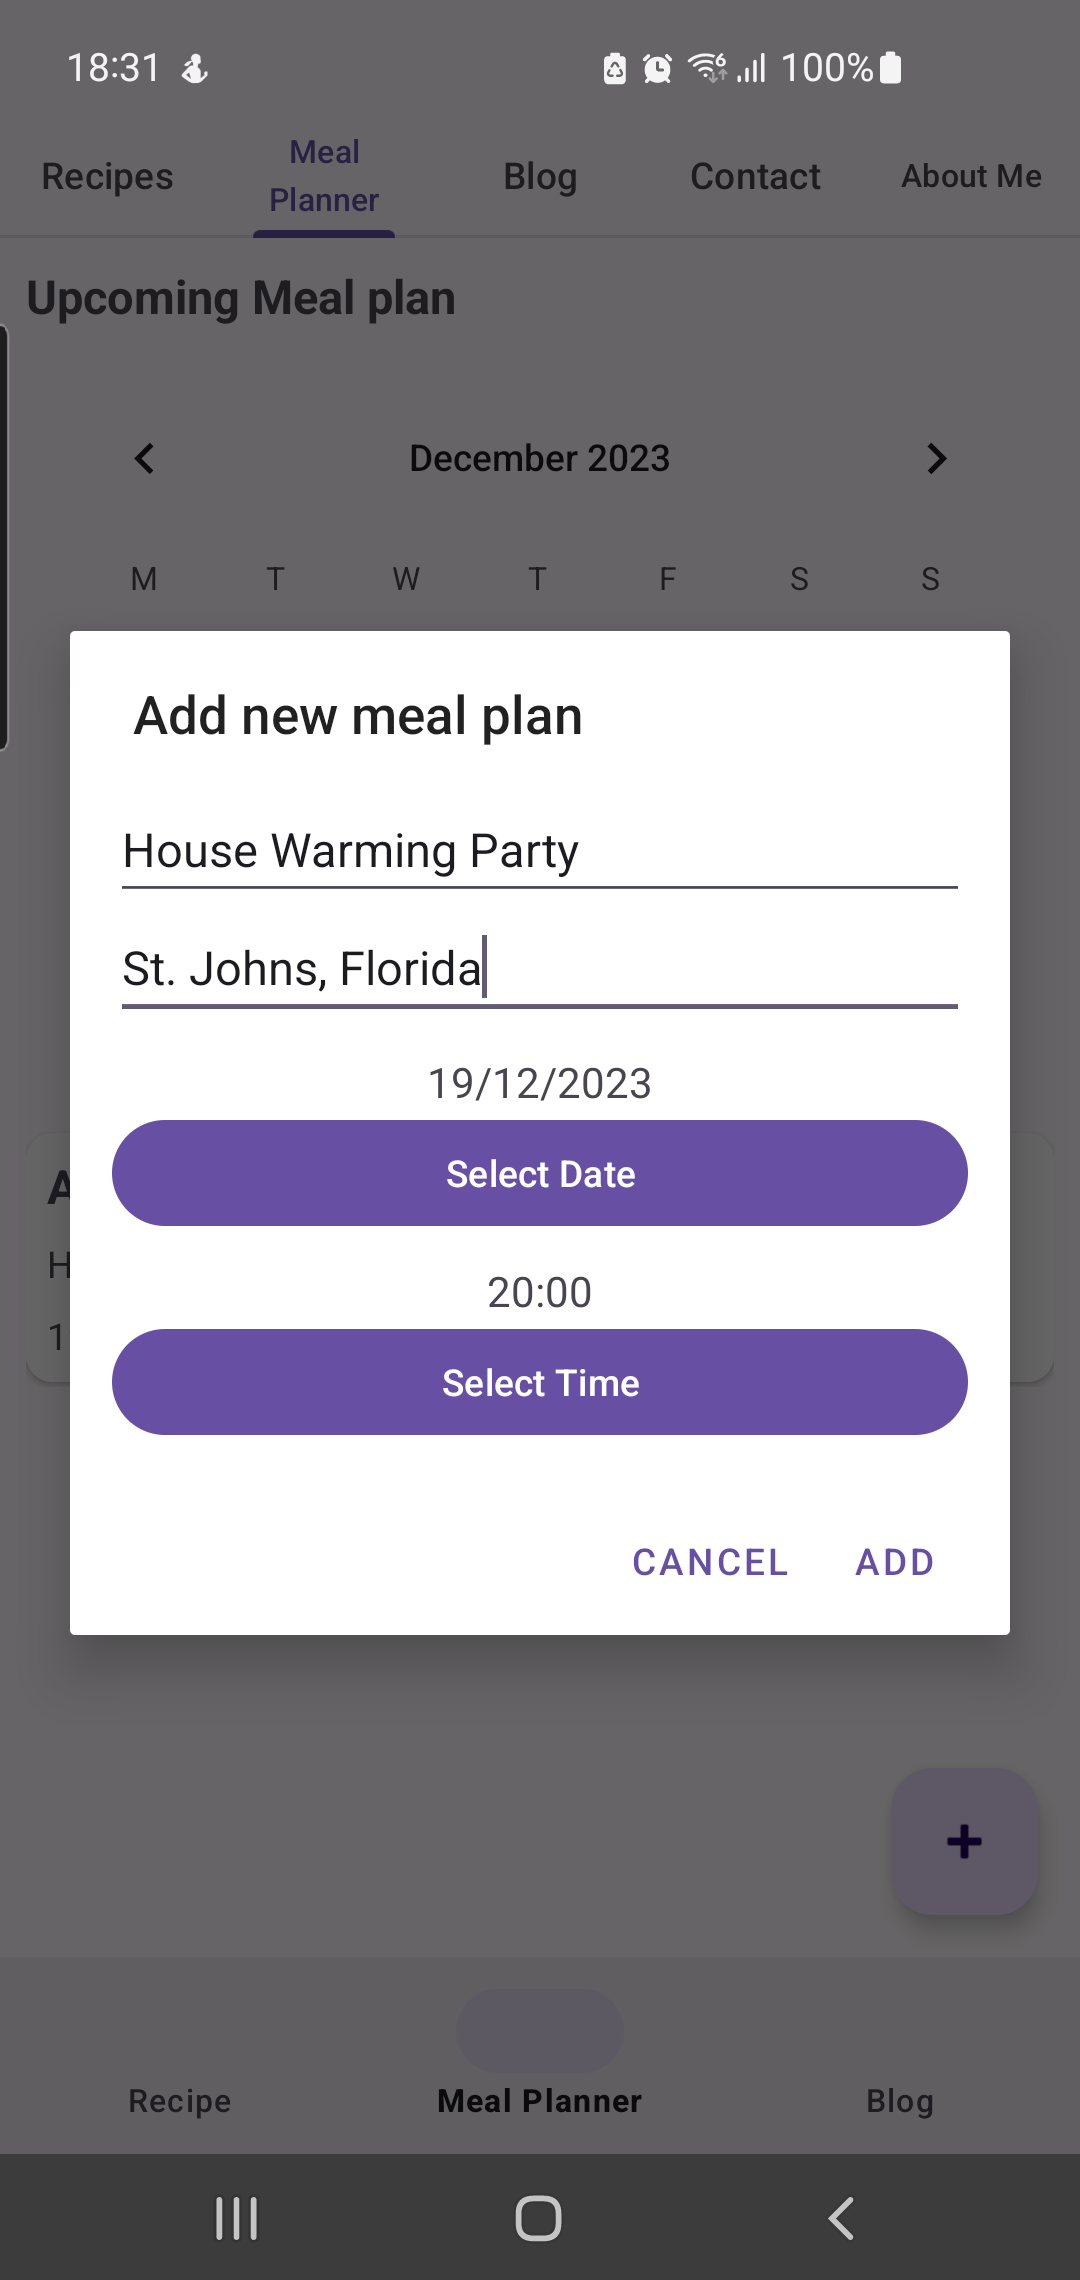 18:31 100%
Recipes
Meal
Planner
Blog
Contact
About Me
Upcoming Meal plan
December 2023
M T W T F S S
Add new meal plan
House Warming Party
St. Johns, Florida
19/12/2023
Select Date
A
H
20:00
1
Select Time
CANCEL ADD
+
Recipe Meal Planner Blog